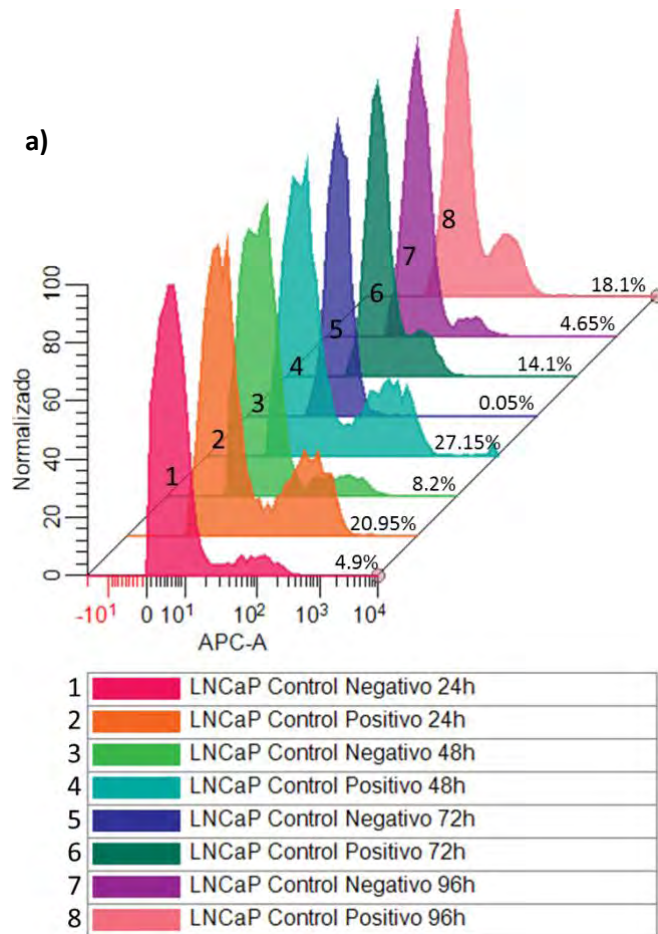 a)
8
7
6
5
4
3
2
1
18.1%
4.65%
14.1%
0.05%
27.15%
8.2%
20.95%
4.9%
100
80
60
40
20
0
Normalizado
-10¹ 0 10¹ 10² 10³ 10⁴
APC-A
1 LNCaP Control Negativo 24h
2 LNCaP Control Positivo 24h
3 LNCaP Control Negativo 48h
4 LNCaP Control Positivo 48h
5 LNCaP Control Negativo 72h
6 LNCaP Control Positivo 72h
7 LNCaP Control Negativo 96h
8 LNCaP Control Positivo 96h